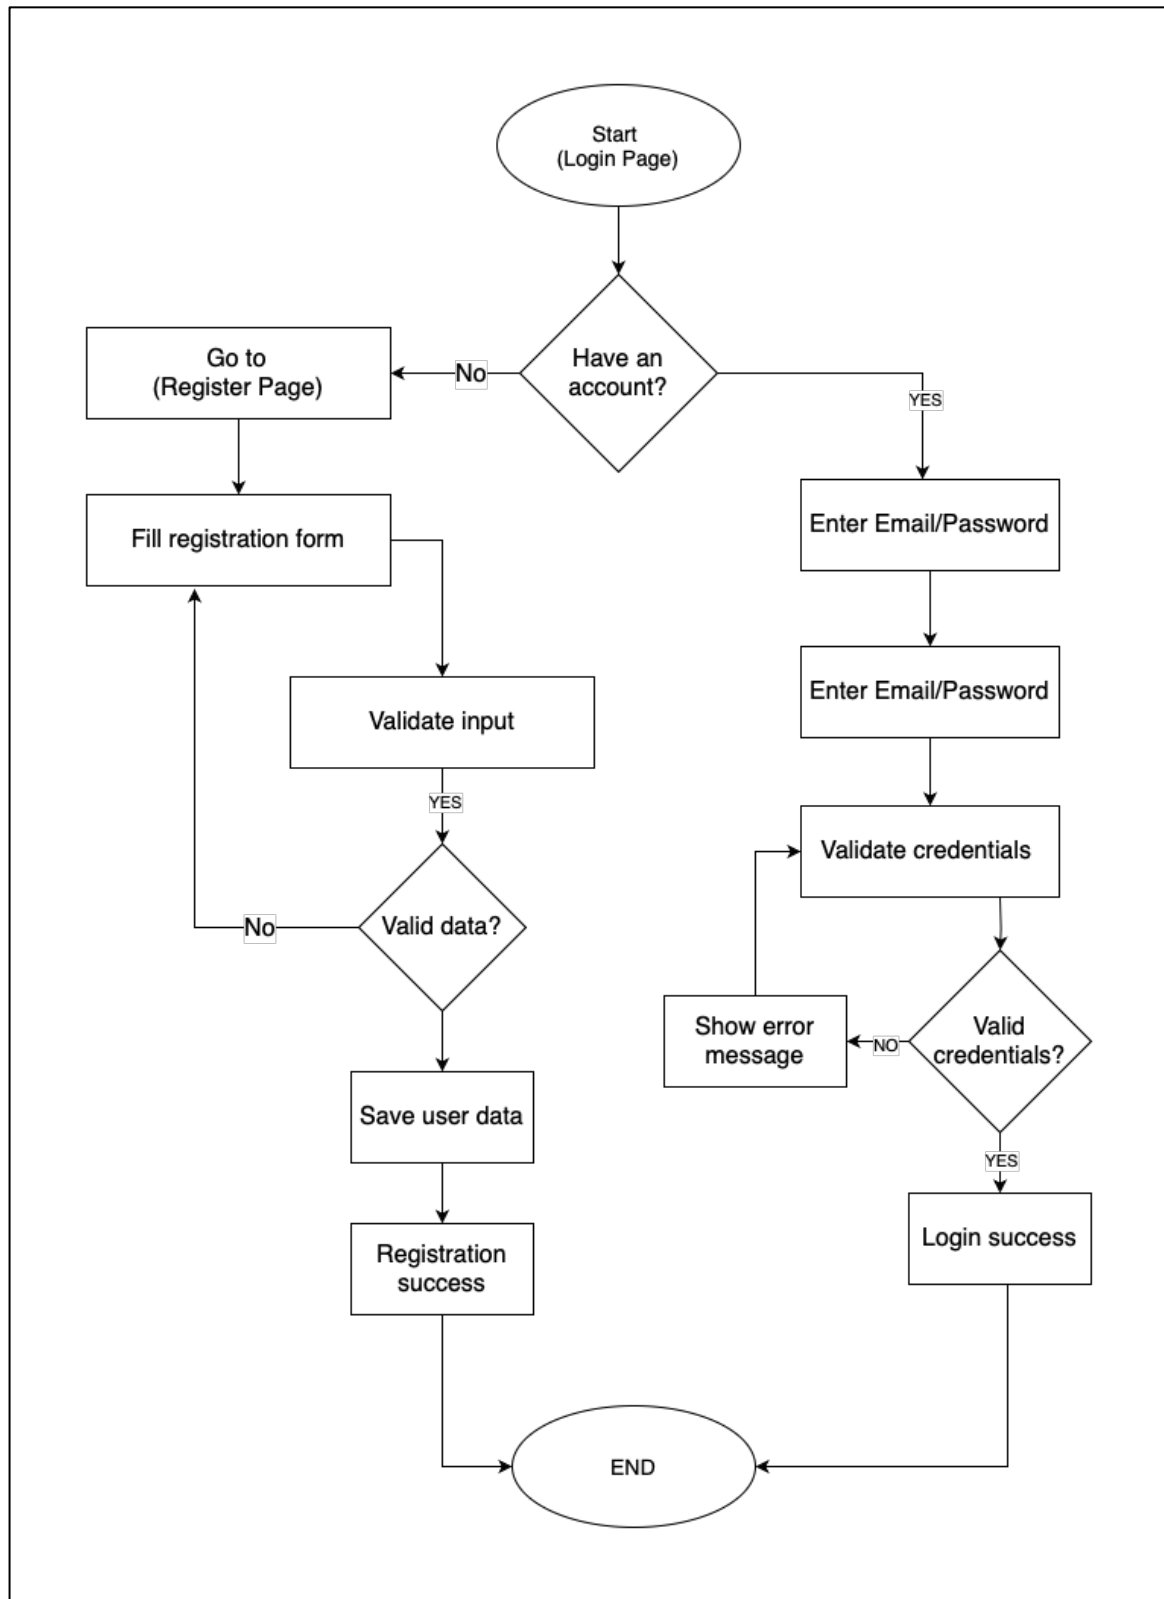 Start
(Login Page)
Have an
account?
No
YES
Go to
(Register Page)
Fill registration form
Validate input
YES
Valid data?
No
Save user data
Registration
success
Enter Email/Password
Enter Email/Password
Validate credentials
Valid
credentials?
NO
Show error
message
YES
Login success
END